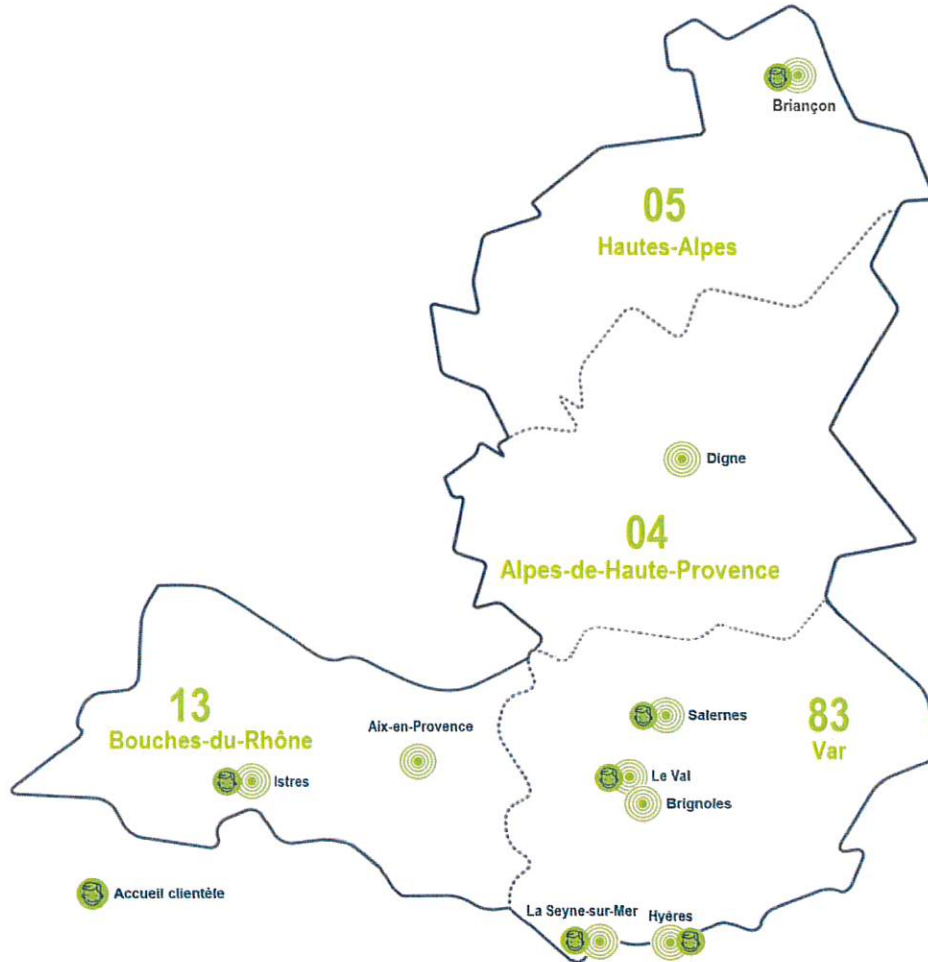 Briançon
05
Hautes-Alpes
Digne
04
Alpes-de-Haute-Provence
13
Bouches-du-Rhône
Aix-en-Provence
Istres
83
Var
Salernes
Le Val
Brignoles
Accueil clientèle
La Seyne-sur-Mer
Hyères